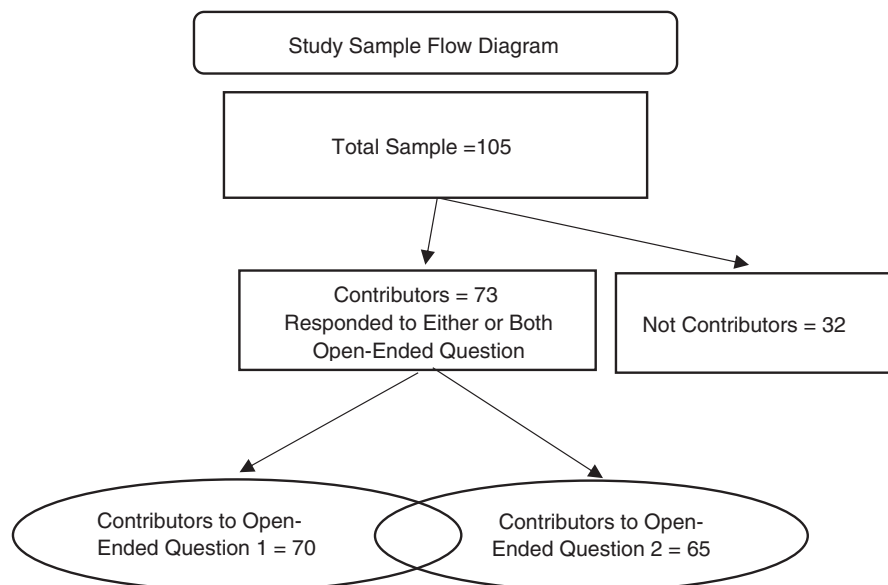 Study Sample Flow Diagram
Total Sample =105
Contributors = 73
Responded to Either or Both
Open-Ended Question
Not Contributors = 32
Contributors to Open-
Ended Question 1 = 70
Contributors to Open-
Ended Question 2 = 65